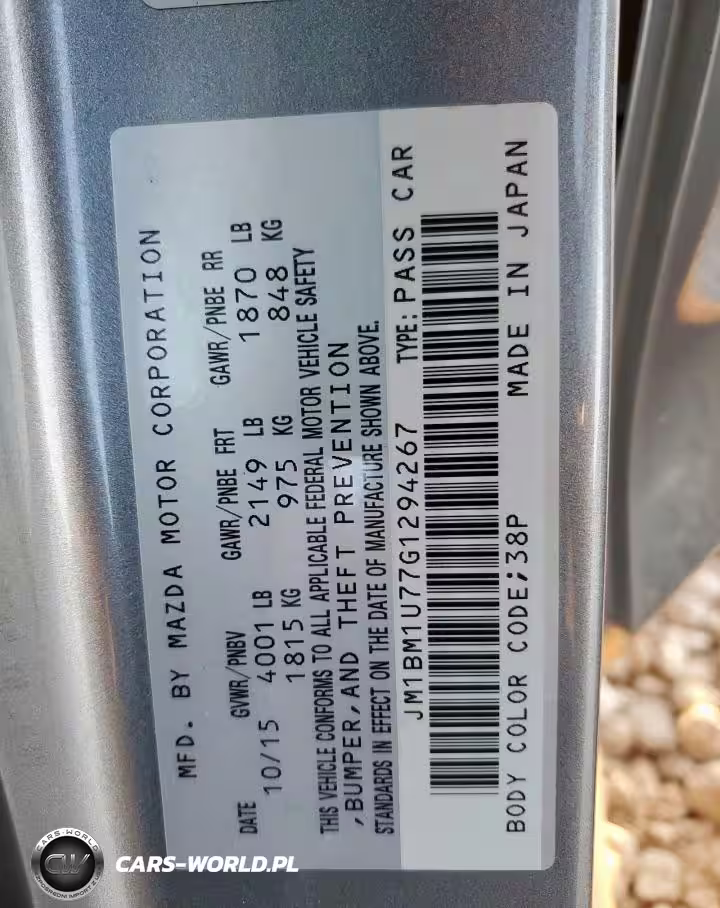 MFD. BY MAZDA MOTOR CORPORATION
DATE GVWR/PNBV GAWR/PNBE FRT GAWR/PNBE RR
10/15 4001 LB 2149 LB 1870 LB
1815 KG 975 KG 848 KG
THIS VEHICLE CONFORMS TO ALL APPLICABLE FEDERAL MOTOR VEHICLE SAFETY
,BUMPER,AND THEFT PREVENTION
STANDARDS IN EFFECT ON THE DATE OF MANUFACTURE SHOWN ABOVE.
JM1BM1U77G1294267 TYPE: PASS CAR
BODY COLOR CODE;38P MADE IN JAPAN
CARS-WORLD
CW
CARS-WORLD.PL